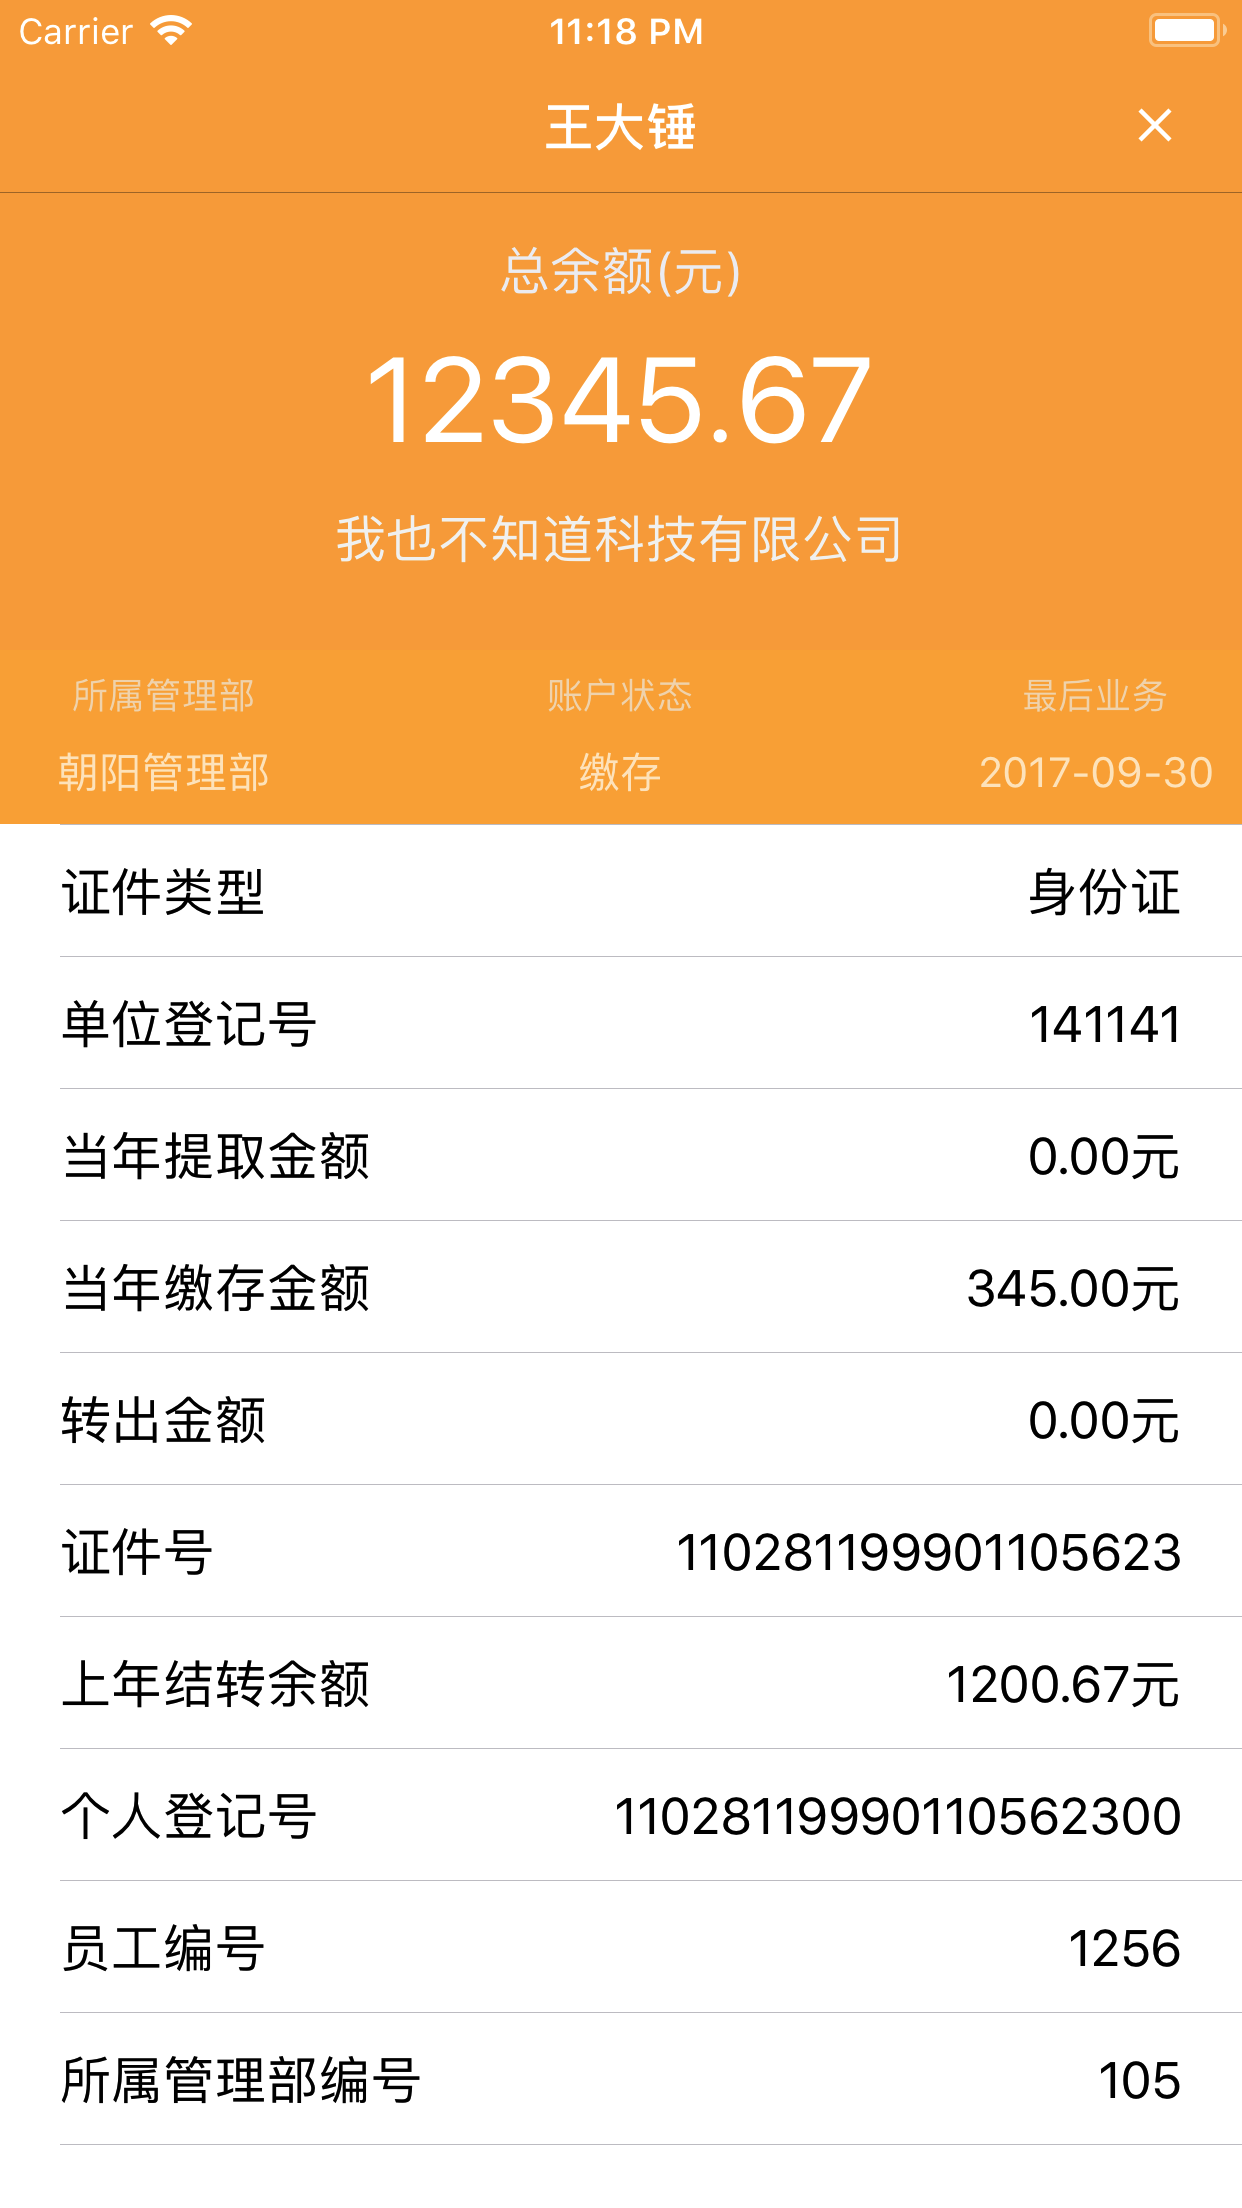 Carrier 11:18 PM
王大锤
总余额(元)
12345.67
我也不知道科技有限公司
所属管理部 账户状态 最后业务
朝阳管理部 缴存 2017-09-30
证件类型 身份证
单位登记号 141141
当年提取金额 0.00元
当年缴存金额 345.00元
转出金额 0.00元
证件号 110281199901105623
上年结转余额 1200.67元
个人登记号 11028119990110562300
员工编号 1256
所属管理部编号 105